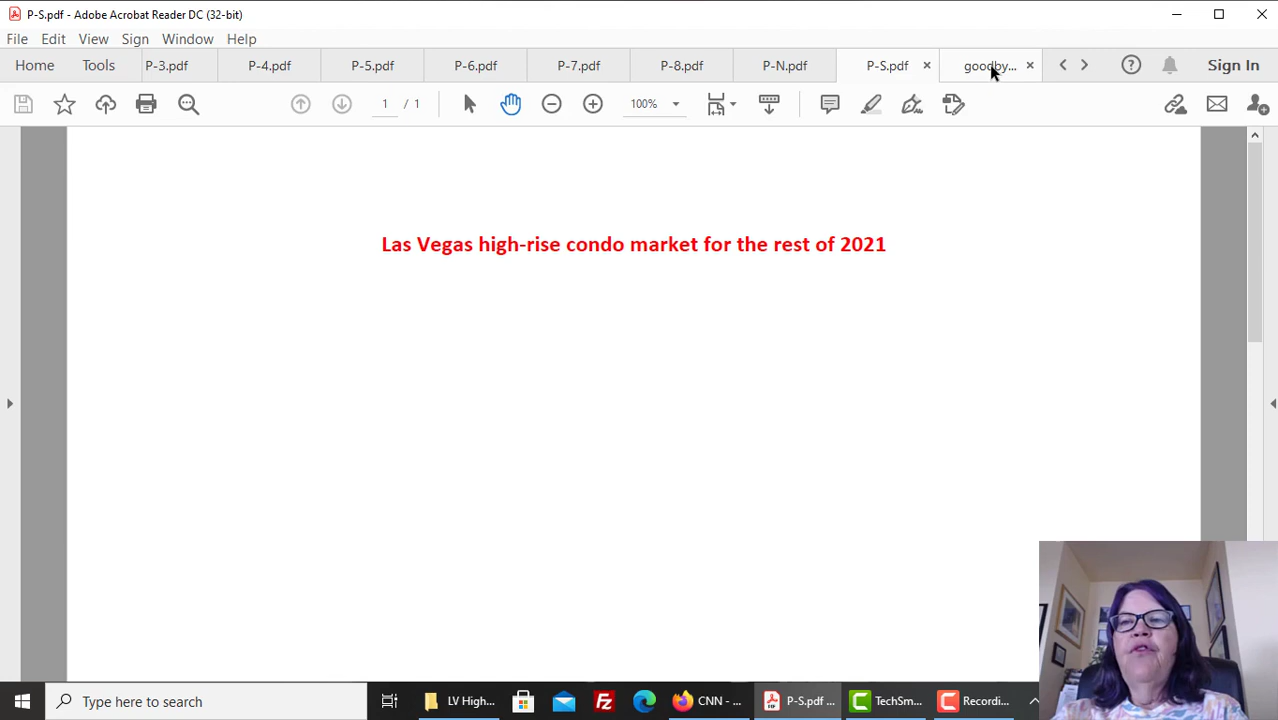 P-S.pdf - Adobe Acrobat Reader DC (32-bit)
File Edit View Sign Window Help
Home Tools P-3.pdf P-4.pdf P-5.pdf P-6.pdf P-7.pdf P-8.pdf P-N.pdf P-S.pdf × goodby... × ? Sign In
1 / 1 100%
Las Vegas high-rise condo market for the rest of 2021
Type here to search LV High... CNN - ... P-S.pdf ... TechSm... Recordi...